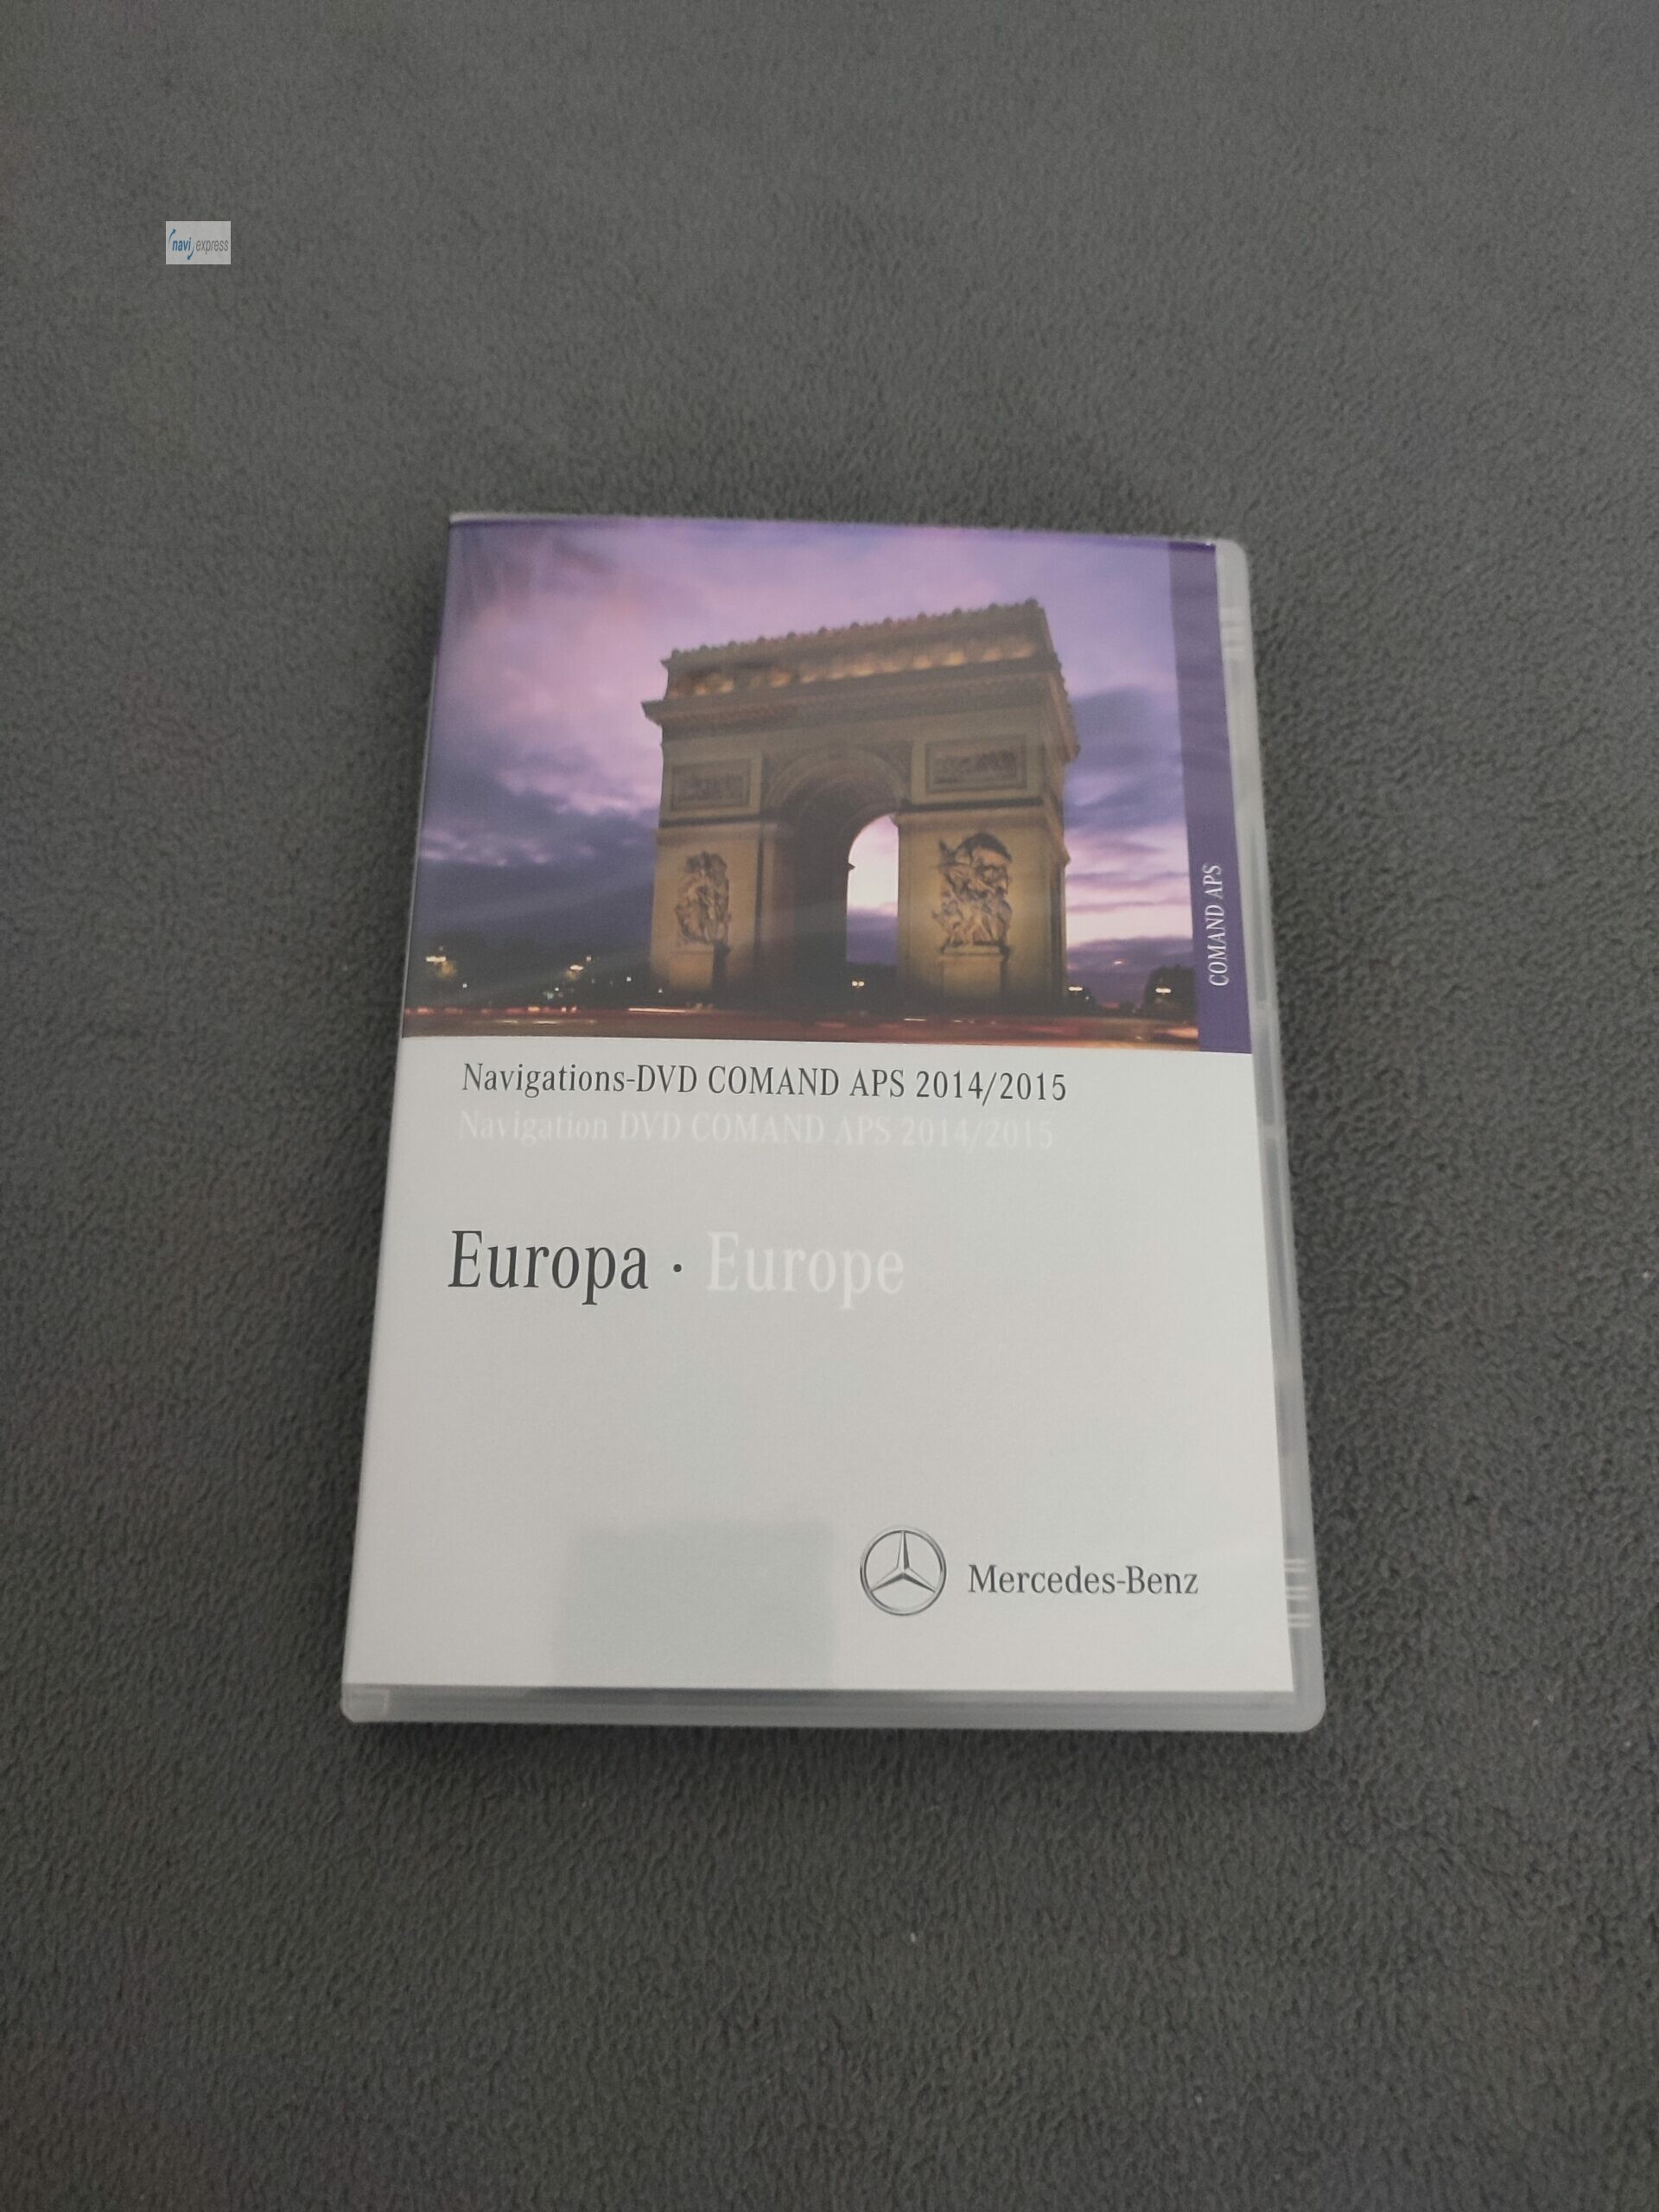 navi express
COMAND APS
Navigations-DVD COMAND APS 2014/2015
Navigation DVD COMAND APS 2014/2015
Europa · Europe
Mercedes-Benz